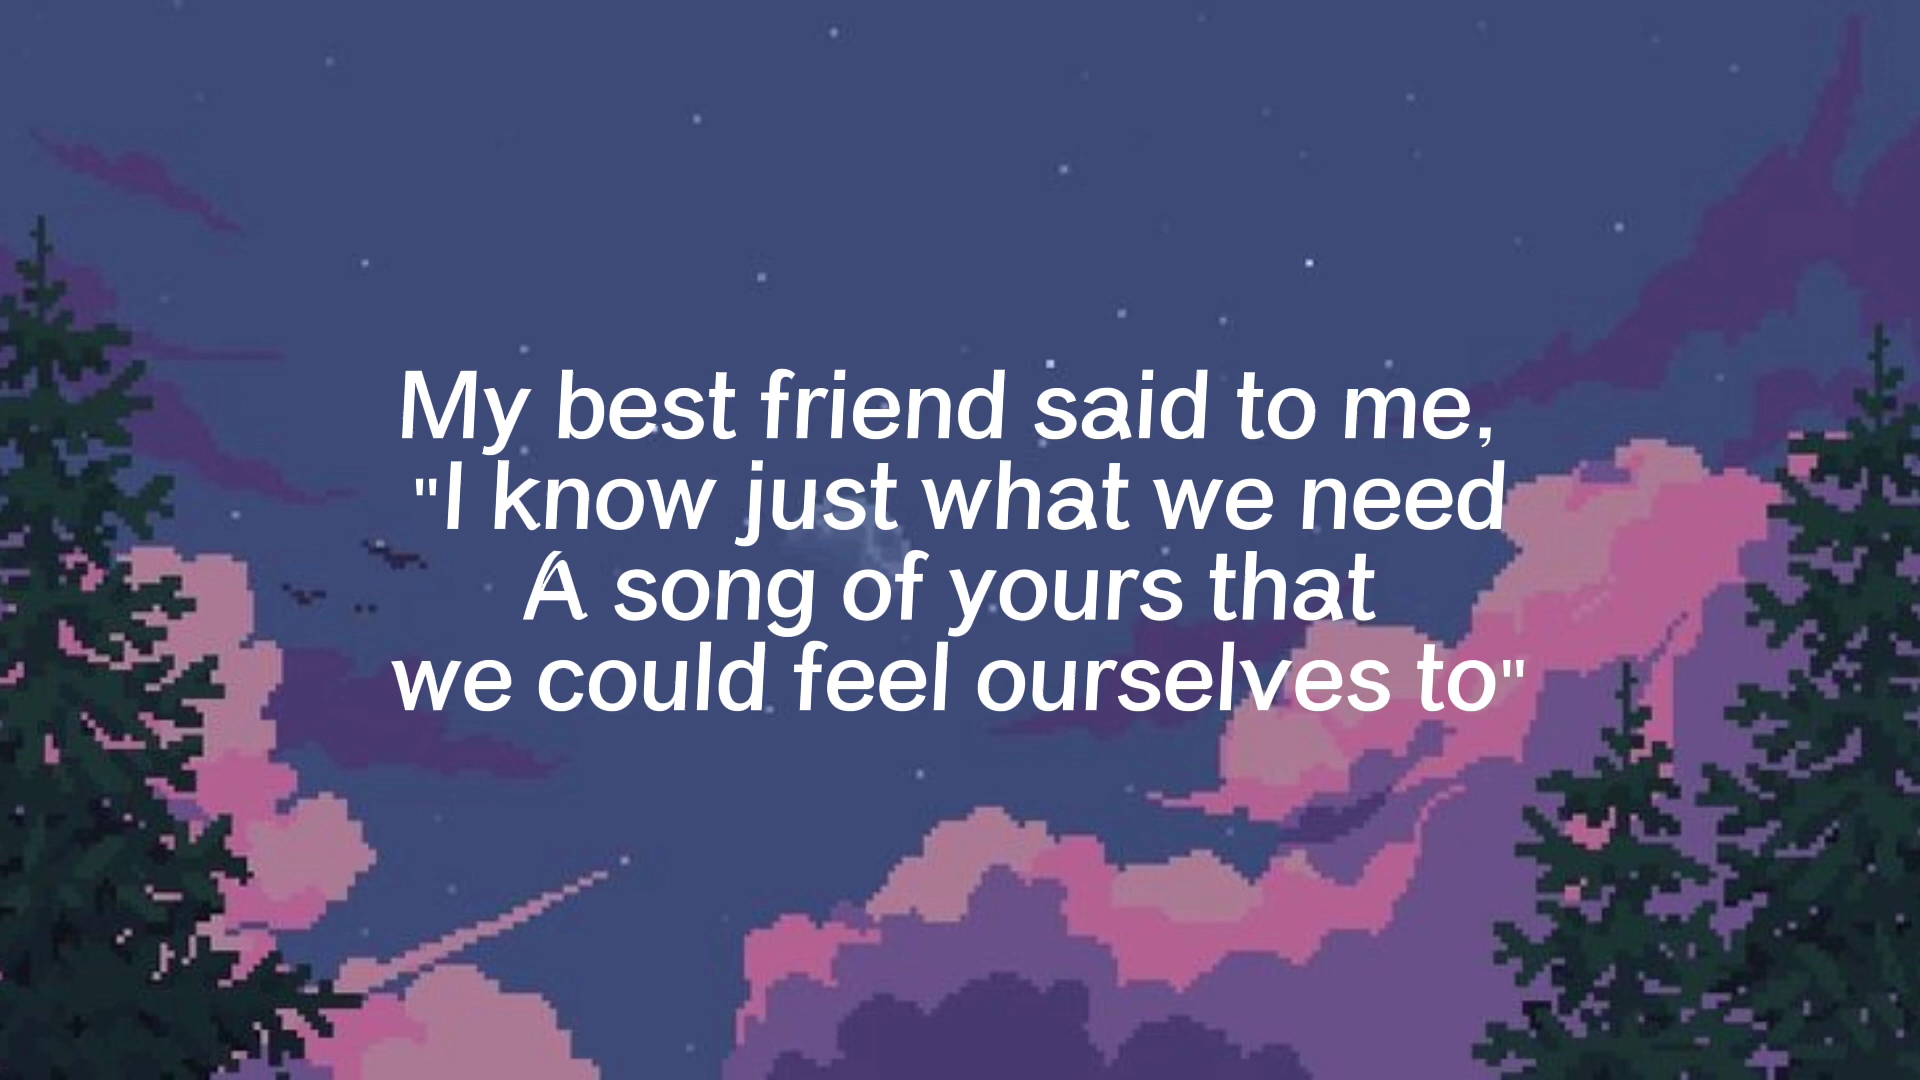 My best friend said to me,
"I know just what we need
A song of yours that
we could feel ourselves to"